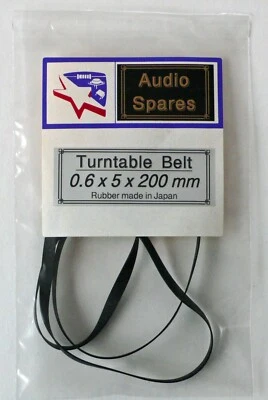 Audio
Spares
Turntable Belt
0.6 x 5 x 200 mm
Rubber made in Japan